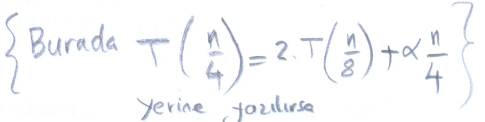 { Burada T(n/4) = 2.T(n/8) + α n/4 }
yerine yazılırsa